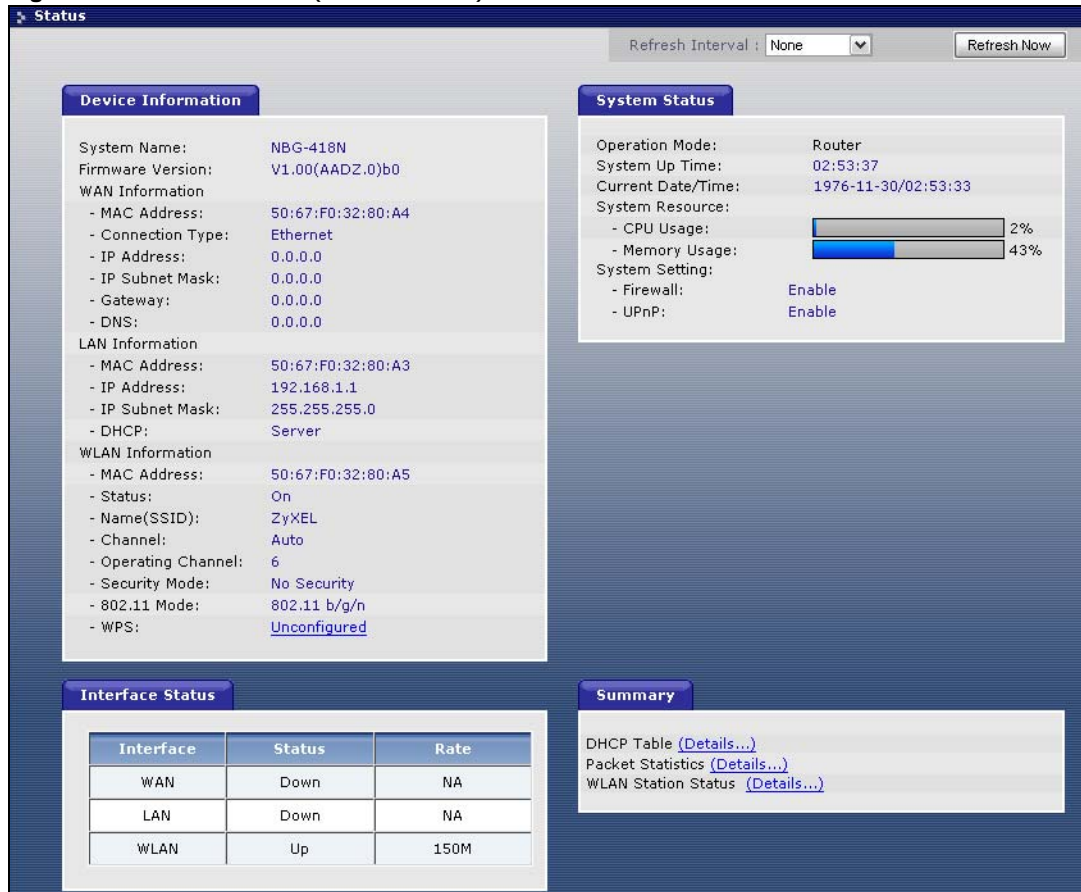 Status
Refresh Interval : None Refresh Now
Device Information
System Name: NBG-418N
Firmware Version: V1.00(AADZ.0)b0
WAN Information
- MAC Address: 50:67:F0:32:80:A4
- Connection Type: Ethernet
- IP Address: 0.0.0.0
- IP Subnet Mask: 0.0.0.0
- Gateway: 0.0.0.0
- DNS: 0.0.0.0
LAN Information
- MAC Address: 50:67:F0:32:80:A3
- IP Address: 192.168.1.1
- IP Subnet Mask: 255.255.255.0
- DHCP: Server
WLAN Information
- MAC Address: 50:67:F0:32:80:A5
- Status: On
- Name(SSID): ZyXEL
- Channel: Auto
- Operating Channel: 6
- Security Mode: No Security
- 802.11 Mode: 802.11 b/g/n
- WPS: Unconfigured
System Status
Operation Mode: Router
System Up Time: 02:53:37
Current Date/Time: 1976-11-30/02:53:33
System Resource:
- CPU Usage: 2%
- Memory Usage: 43%
System Setting:
- Firewall: Enable
- UPnP: Enable
Interface Status
Interface Status Rate
WAN Down NA
LAN Down NA
WLAN Up 150M
Summary
DHCP Table (Details...)
Packet Statistics (Details...)
WLAN Station Status (Details...)